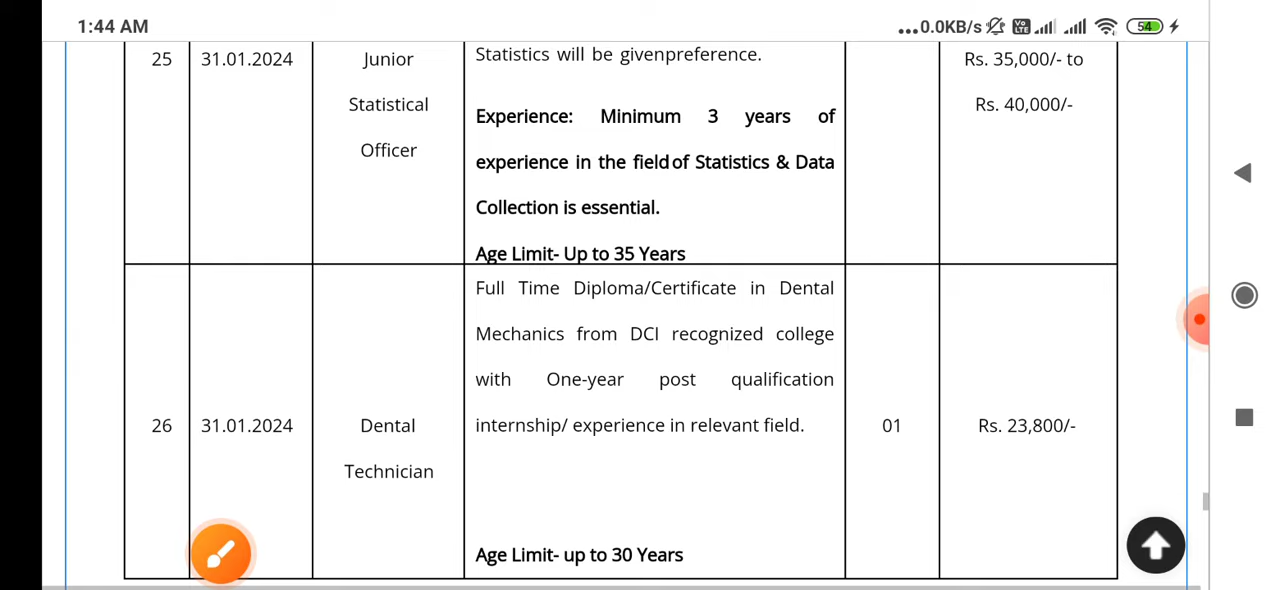 1:44 AM
...0.0KB/s Vo LTE 54
25 31.01.2024 Junior Statistics will be givenpreference. Rs. 35,000/- to
Statistical Experience: Minimum 3 years of Rs. 40,000/-
Officer experience in the field of Statistics & Data
Collection is essential.
Age Limit- Up to 35 Years
Full Time Diploma/Certificate in Dental
Mechanics from DCI recognized college
with One-year post qualification
26 31.01.2024 Dental internship/ experience in relevant field. 01 Rs. 23,800/-
Technician
Age Limit- up to 30 Years